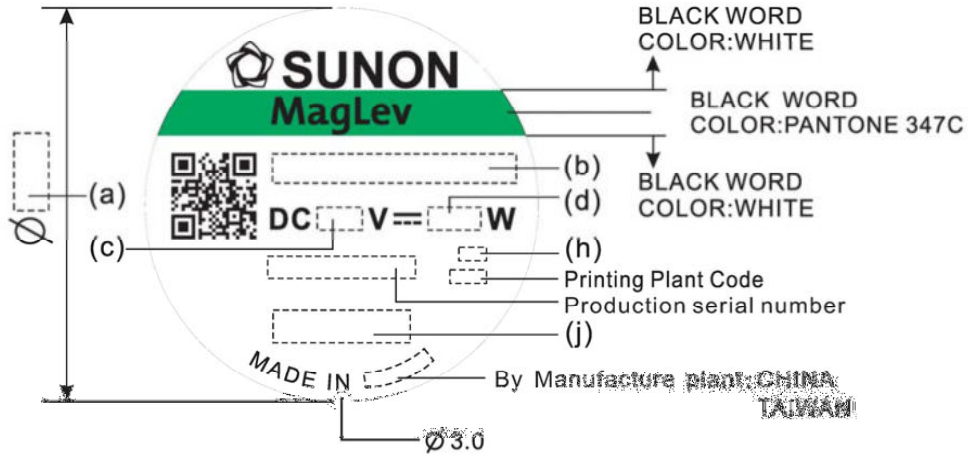 BLACK WORD
COLOR:WHITE
SUNON
MagLev
BLACK WORD
COLOR:PANTONE 347C
(a)
(b)
BLACK WORD
COLOR:WHITE
(d)
DC V W
Ø
(c)
(h)
Printing Plant Code
Production serial number
(j)
MADE IN
By Manufacture plant:CHINA
TAIWAN
Ø 3.0